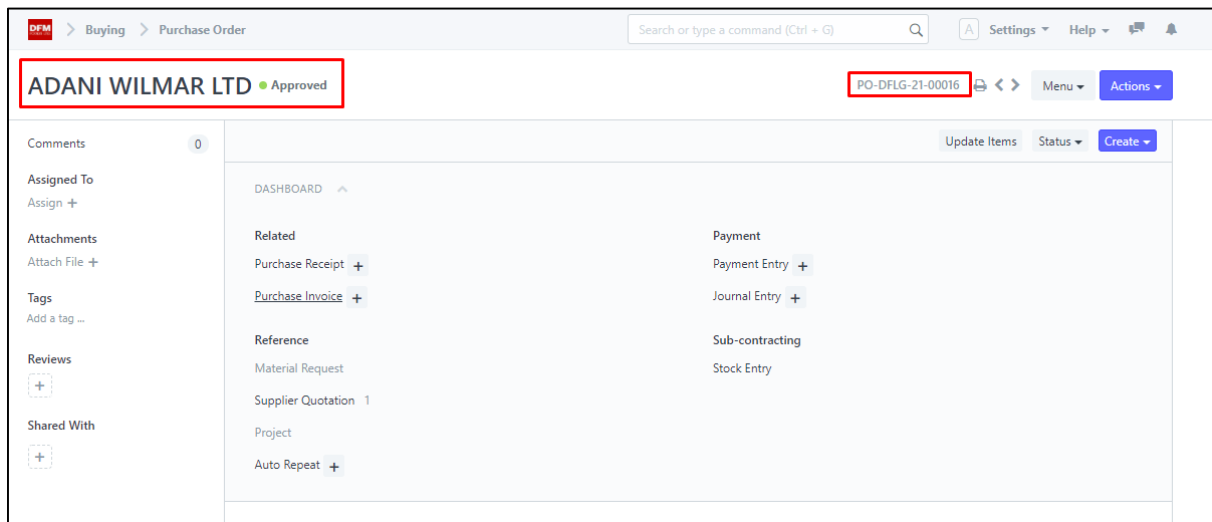 DFM
Buying
Purchase Order
Search or type a command (Ctrl + G)
A
Settings
Help
ADANI WILMAR LTD
Approved
PO-DFLG-21-00016
Menu
Actions
Comments 0
Update Items
Status
Create
Assigned To
Assign +
Attachments
Attach File +
Tags
Add a tag ...
Reviews
+
Shared With
+
DASHBOARD
Related
Purchase Receipt +
Purchase Invoice +
Reference
Material Request
Supplier Quotation 1
Project
Auto Repeat +
Payment
Payment Entry +
Journal Entry +
Sub-contracting
Stock Entry